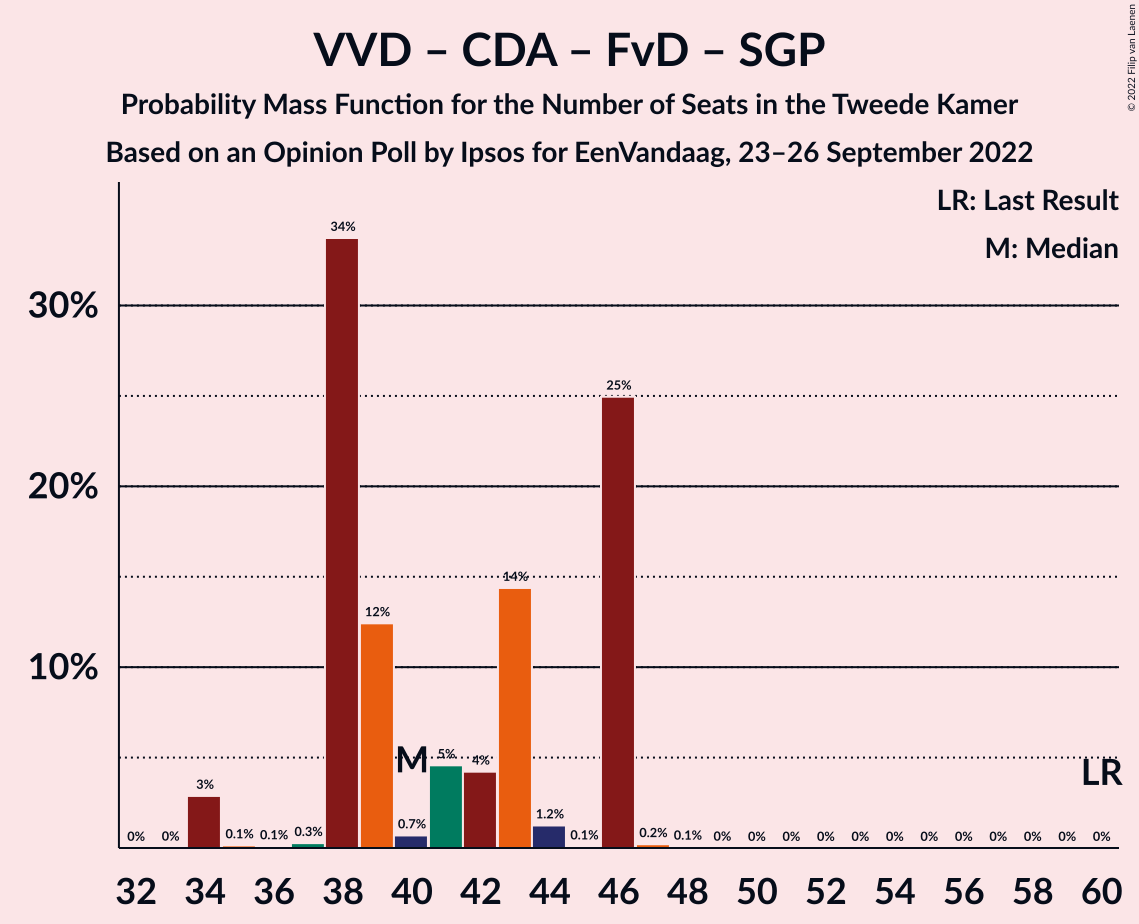 VVD – CDA – FvD – SGP
Probability Mass Function for the Number of Seats in the Tweede Kamer
Based on an Opinion Poll by Ipsos for EenVandaag, 23–26 September 2022
© 2022 Filip van Laenen
LR: Last Result
M: Median
30%
20%
10%
0% 0% 3% 0.1% 0.1% 0.3% 34% 12% 0.7% 5% 4% 14% 1.2% 0.1% 25% 0.2% 0.1% 0% 0% 0% 0% 0% 0% 0% 0% 0% 0% 0% 0%
M
LR
32 34 36 38 40 42 44 46 48 50 52 54 56 58 60